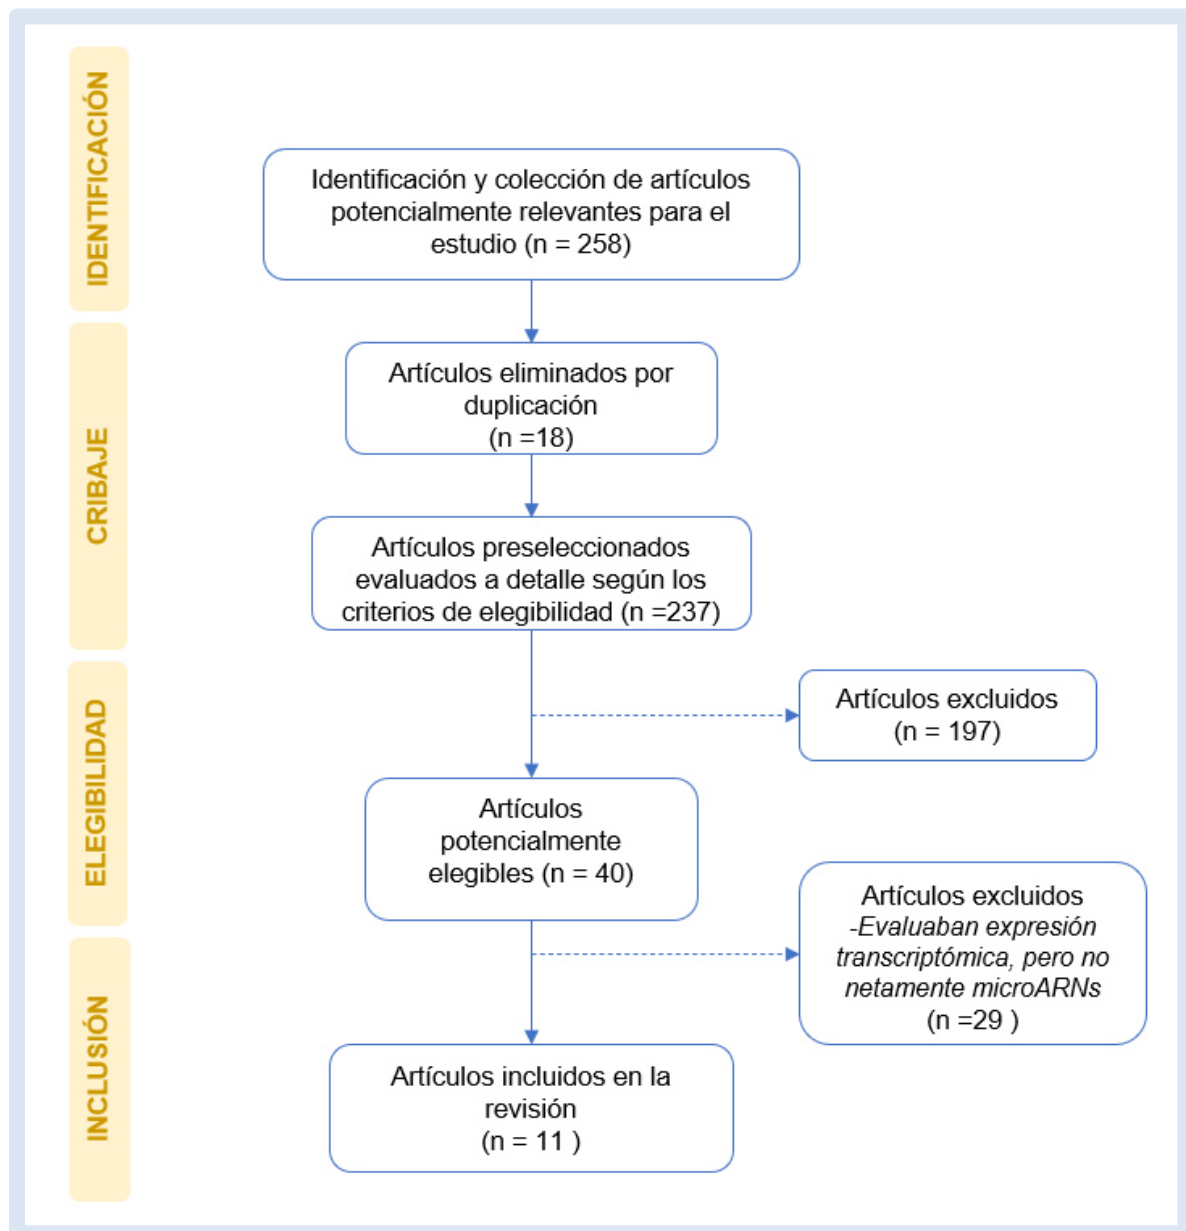 IDENTIFICACIÓN
Identificación y colección de artículos
potencialmente relevantes para el
estudio (n = 258)
CRIBAJE
Artículos eliminados por
duplicación
(n =18)
Artículos preseleccionados
evaluados a detalle según los
criterios de elegibilidad (n =237)
ELEGIBILIDAD
Artículos excluidos
(n = 197)
Artículos
potencialmente
elegibles (n = 40)
Artículos excluidos
-Evaluaban expresión
transcriptómica, pero no
netamente microARNs
(n =29 )
INCLUSIÓN
Artículos incluidos en la
revisión
(n = 11 )